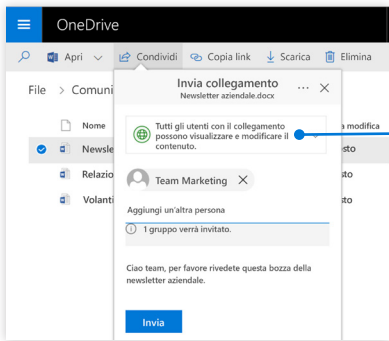 OneDrive
Apri Condividi Copia link Scarica Elimina
File > Comuni
Invia collegamento
Newsletter aziendale.docx
Tutti gli utenti con il collegamento
possono visualizzare e modificare il
contenuto.
Nome
a modifica
Newsle
sto
Team Marketing
Relazio
sto
Volanti
sto
Aggiungi un'altra persona
1 gruppo verrà invitato.
Ciao team, per favore rivedete questa bozza della
newsletter aziendale.
Invia